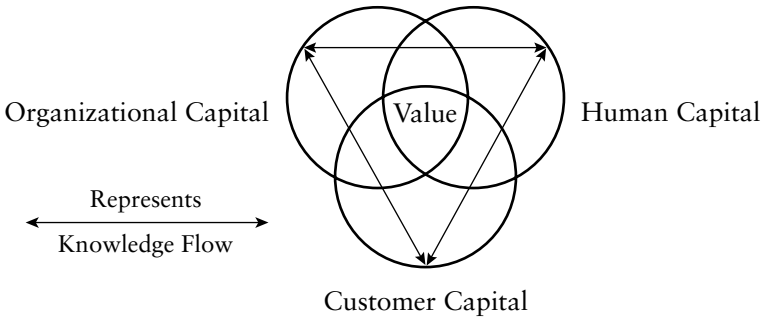 Organizational Capital
Value
Human Capital
Represents
Knowledge Flow
Customer Capital